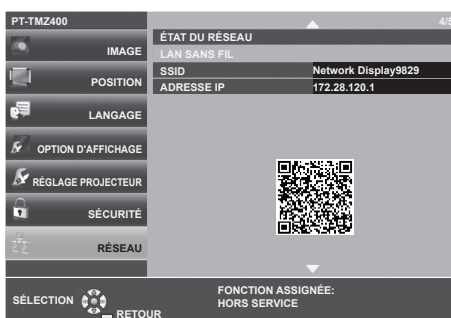 PT-TMZ400
4/5
IMAGE
POSITION
LANGAGE
OPTION D'AFFICHAGE
RÉGLAGE PROJECTEUR
SÉCURITÉ
RÉSEAU
ÉTAT DU RÉSEAU
LAN SANS FIL
SSID Network Display9829
ADRESSE IP 172.28.120.1
SÉLECTION
RETOUR
FONCTION ASSIGNÉE:
HORS SERVICE